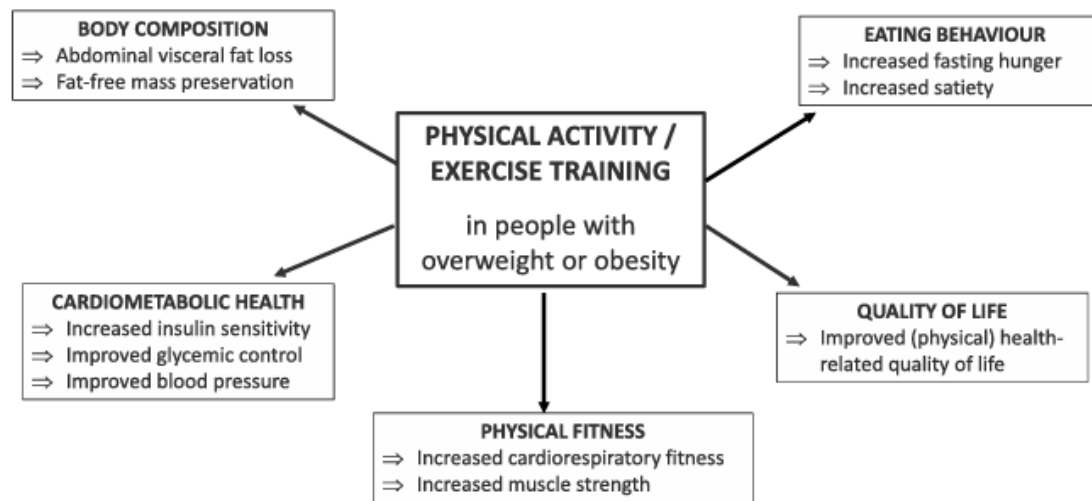 BODY COMPOSITION
⇒ Abdominal visceral fat loss
⇒ Fat-free mass preservation
EATING BEHAVIOUR
⇒ Increased fasting hunger
⇒ Increased satiety
PHYSICAL ACTIVITY /
EXERCISE TRAINING
in people with
overweight or obesity
CARDIOMETABOLIC HEALTH
⇒ Increased insulin sensitivity
⇒ Improved glycemic control
⇒ Improved blood pressure
QUALITY OF LIFE
⇒ Improved (physical) health-
related quality of life
PHYSICAL FITNESS
⇒ Increased cardiorespiratory fitness
⇒ Increased muscle strength